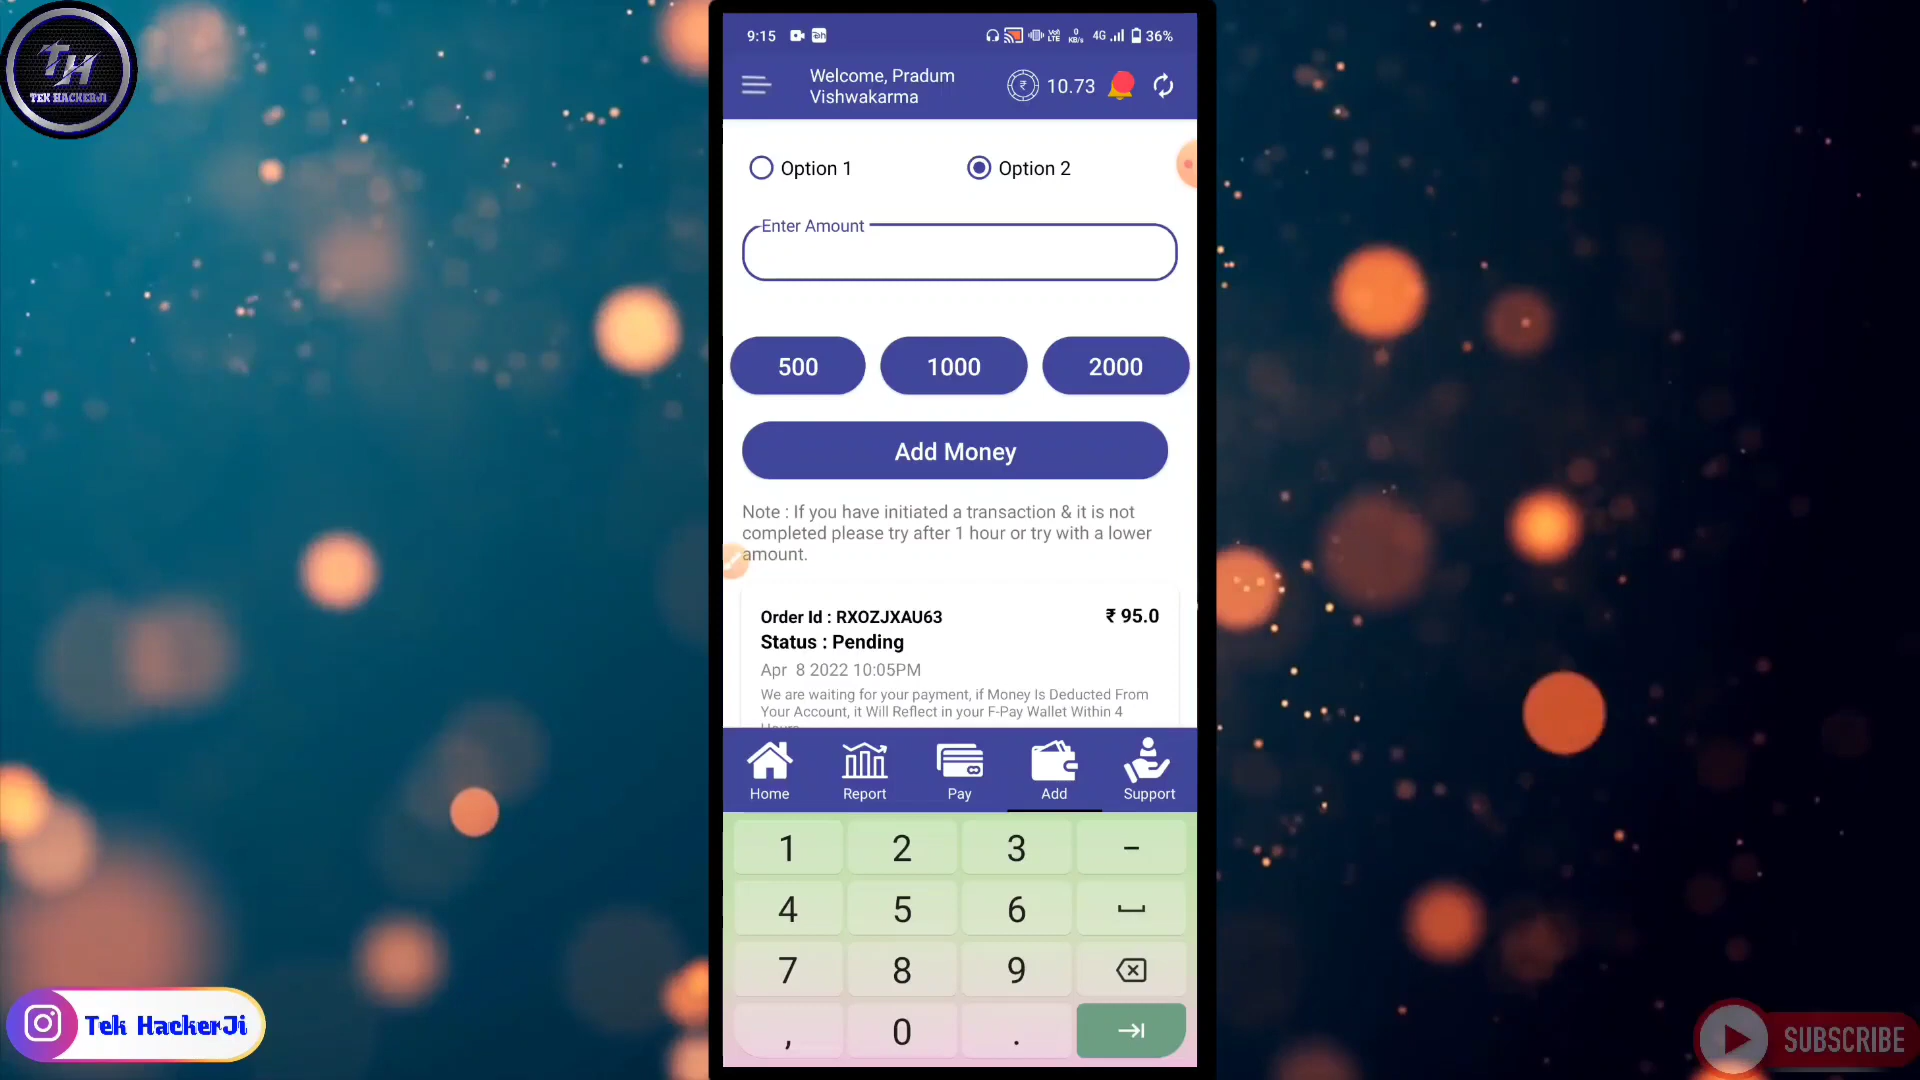 TH
TEK HACKERJI
9:15
4G
36%
Welcome, Pradum
Vishwakarma
₹ 10.73
Option 1
Option 2
Enter Amount
500
1000
2000
Add Money
Note : If you have initiated a transaction & it is not
completed please try after 1 hour or try with a lower
amount.
Order Id : RXOZJXAU63
₹ 95.0
Status : Pending
Apr 8 2022 10:05PM
We are waiting for your payment, if Money Is Deducted From
Your Account, it Will Reflect in your F-Pay Wallet Within 4
Home
Report
Pay
Add
Support
1 2 3 -
4 5 6
7 8 9
, 0 .
Tek HackerJi
SUBSCRIBE